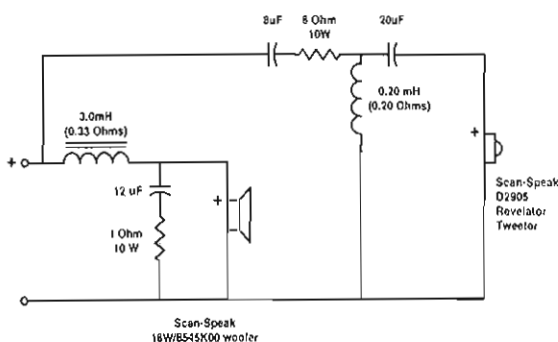 8uF
6 Ohm
10W
20uF
0.20 mH
(0.20 Ohms)
3.0mH
(0.33 Ohms)
+
+
12 uF
+
1 Ohm
10 W
Scan-Speak
D2905
Revelator
Tweeter
Scan-Speak
18W/8545K00 woofer